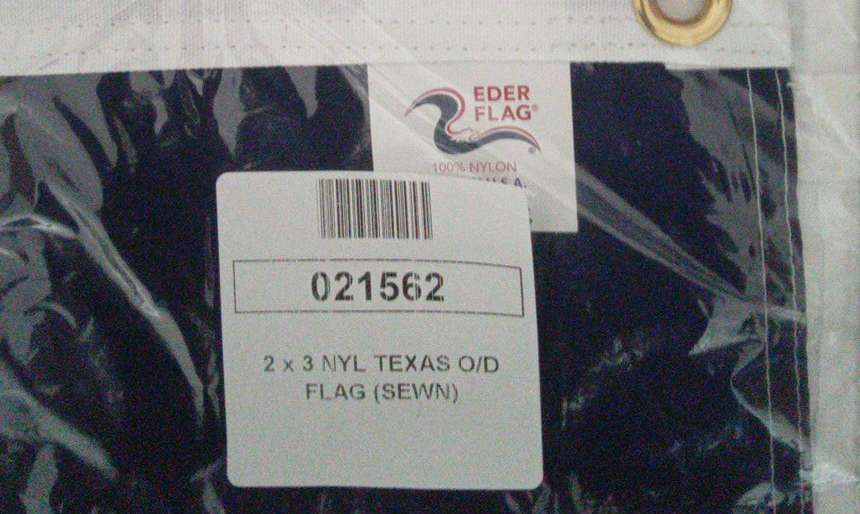 EDER
FLAG®
100% NYLON
U.S.A.
021562
2 x 3 NYL TEXAS O/D
FLAG (SEWN)